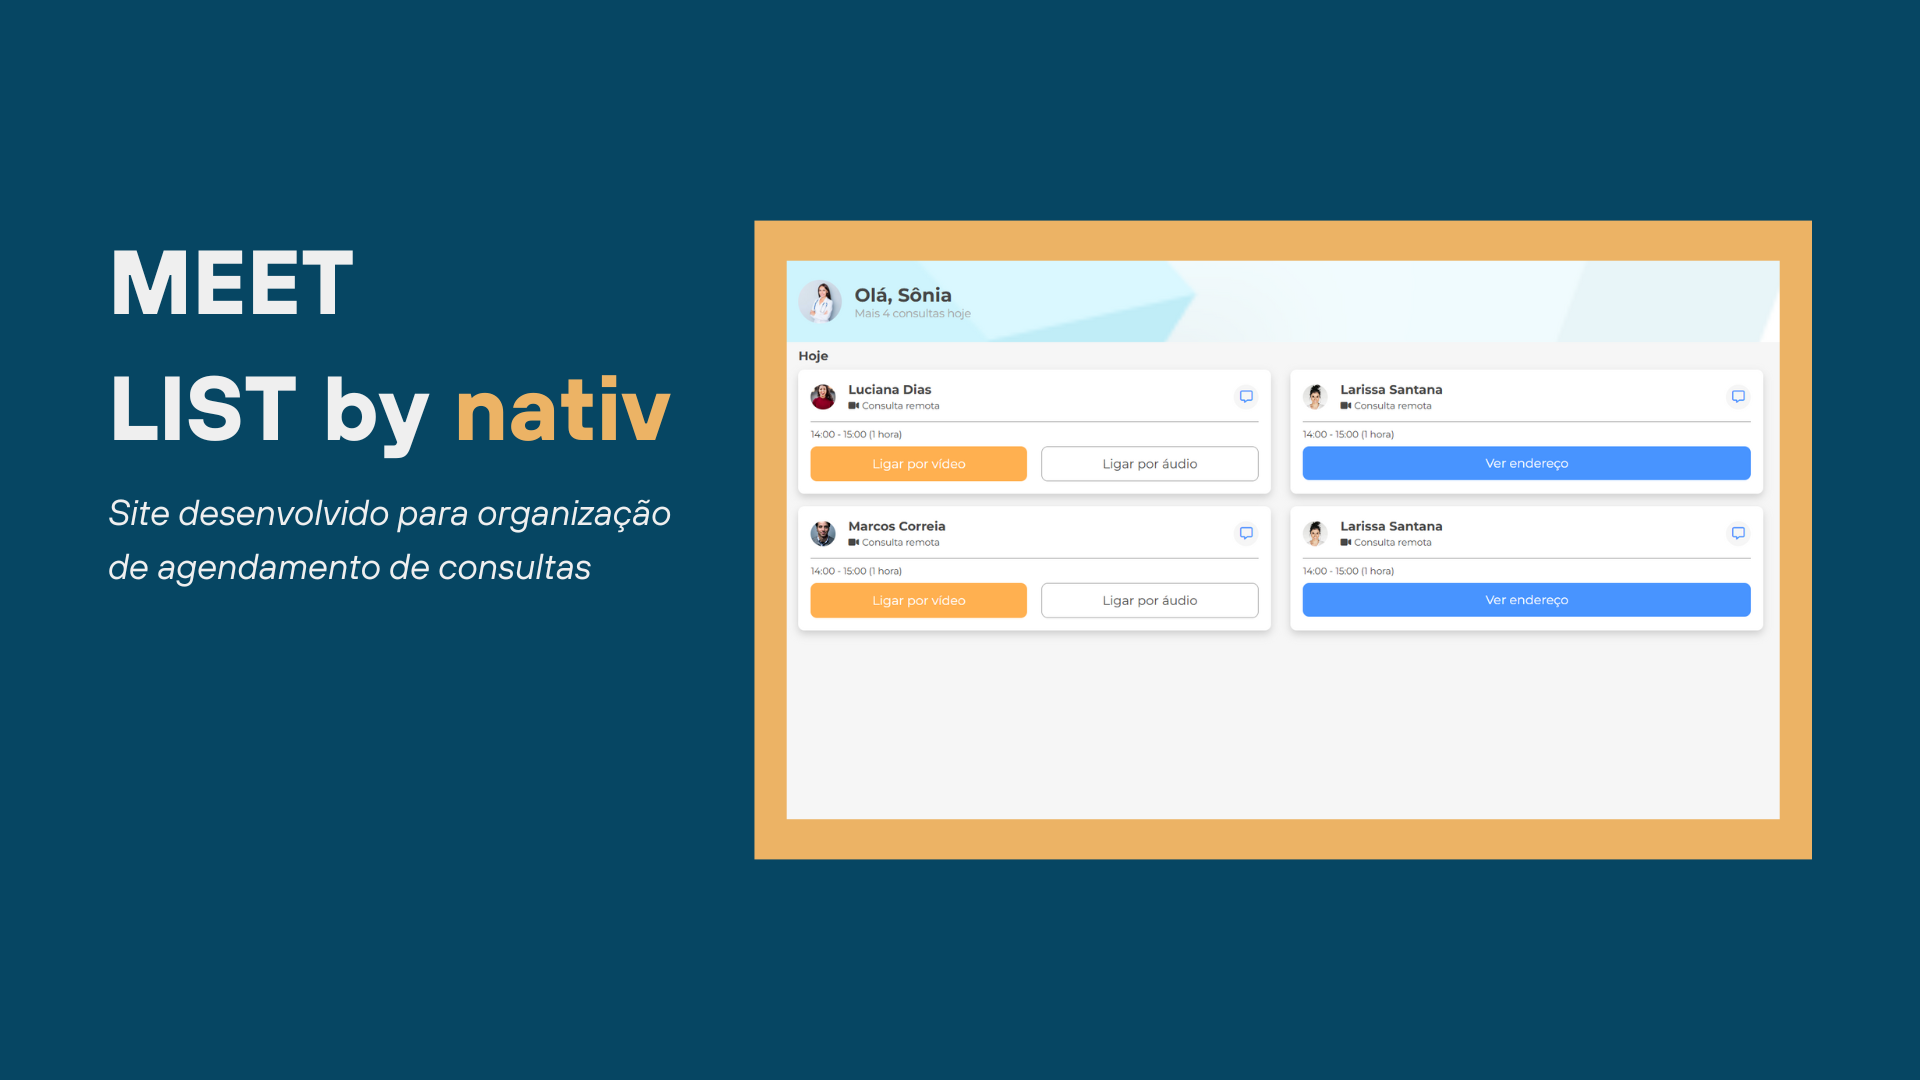 MEET
LIST by nativ
Site desenvolvido para organização
de agendamento de consultas
Olá, Sônia
Mais 4 consultas hoje
Hoje
Luciana Dias
Consulta remota
14:00 - 15:00 (1 hora)
Ligar por vídeo
Ligar por áudio
Larissa Santana
Consulta remota
14:00 - 15:00 (1 hora)
Ver endereço
Marcos Correia
Consulta remota
14:00 - 15:00 (1 hora)
Ligar por vídeo
Ligar por áudio
Larissa Santana
Consulta remota
14:00 - 15:00 (1 hora)
Ver endereço